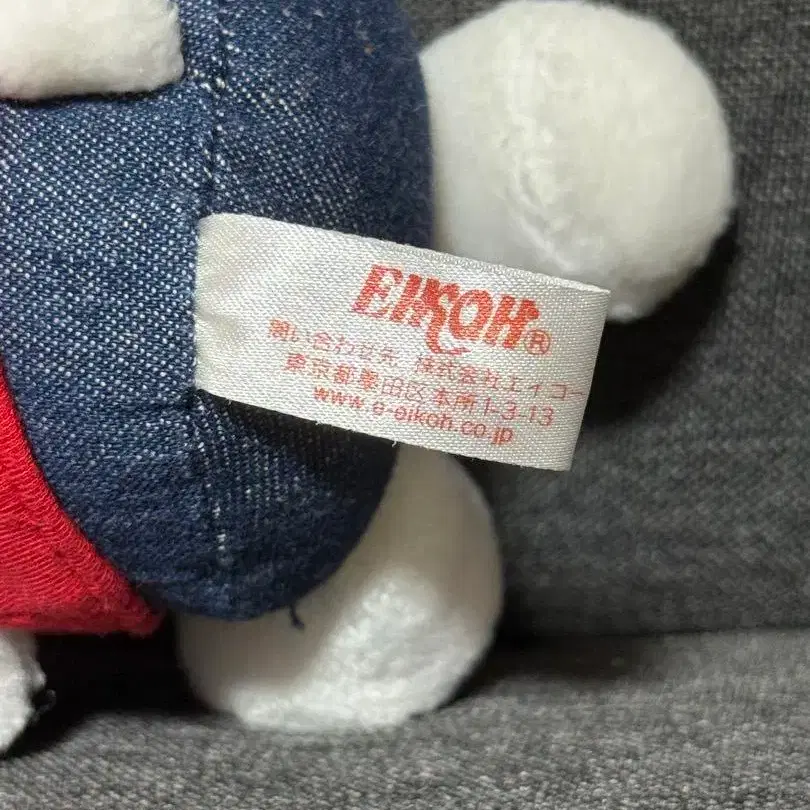 EIKOH®
問い合わせ先 株式会社エイコー
東京都墨田区本所1-3-13
www.e-eikoh.co.jp